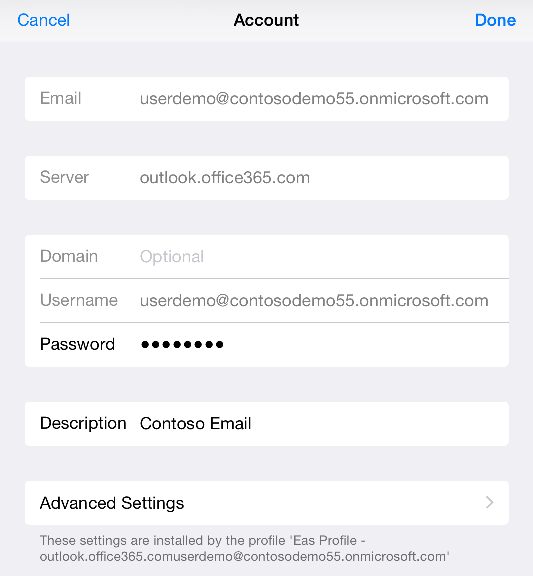 Cancel Account Done
Email userdemo@contosodemo55.onmicrosoft.com
Server outlook.office365.com
Domain Optional
Username userdemo@contosodemo55.onmicrosoft.com
Password ●●●●●●●●
Description Contoso Email
Advanced Settings
These settings are installed by the profile 'Eas Profile -
outlook.office365.comuserdemo@contosodemo55.onmicrosoft.com'